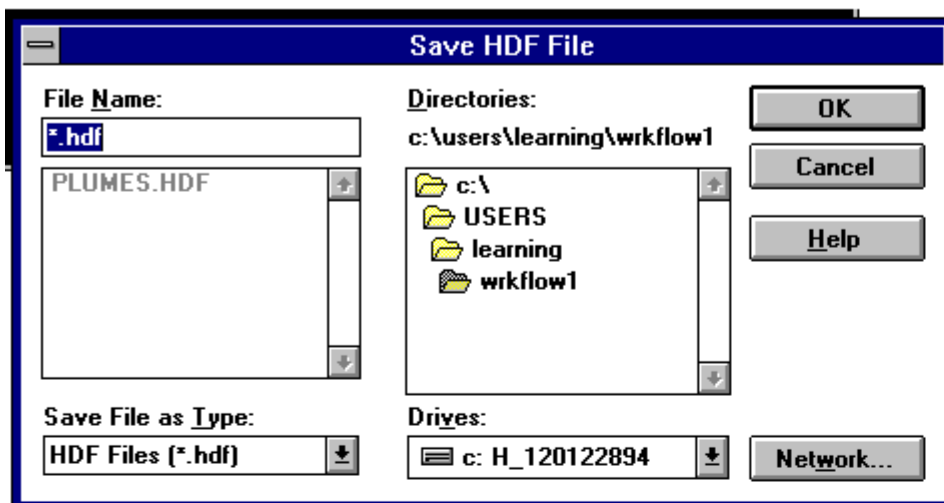 Save HDF File
File Name:
*.hdf
PLUMES.HDF
Save File as Type:
HDF Files (*.hdf)
Directories:
c:\users\learning\wrkflow1
c:\
USERS
learning
wrkflow1
Drives:
c: H_120122894
OK
Cancel
Help
Network...